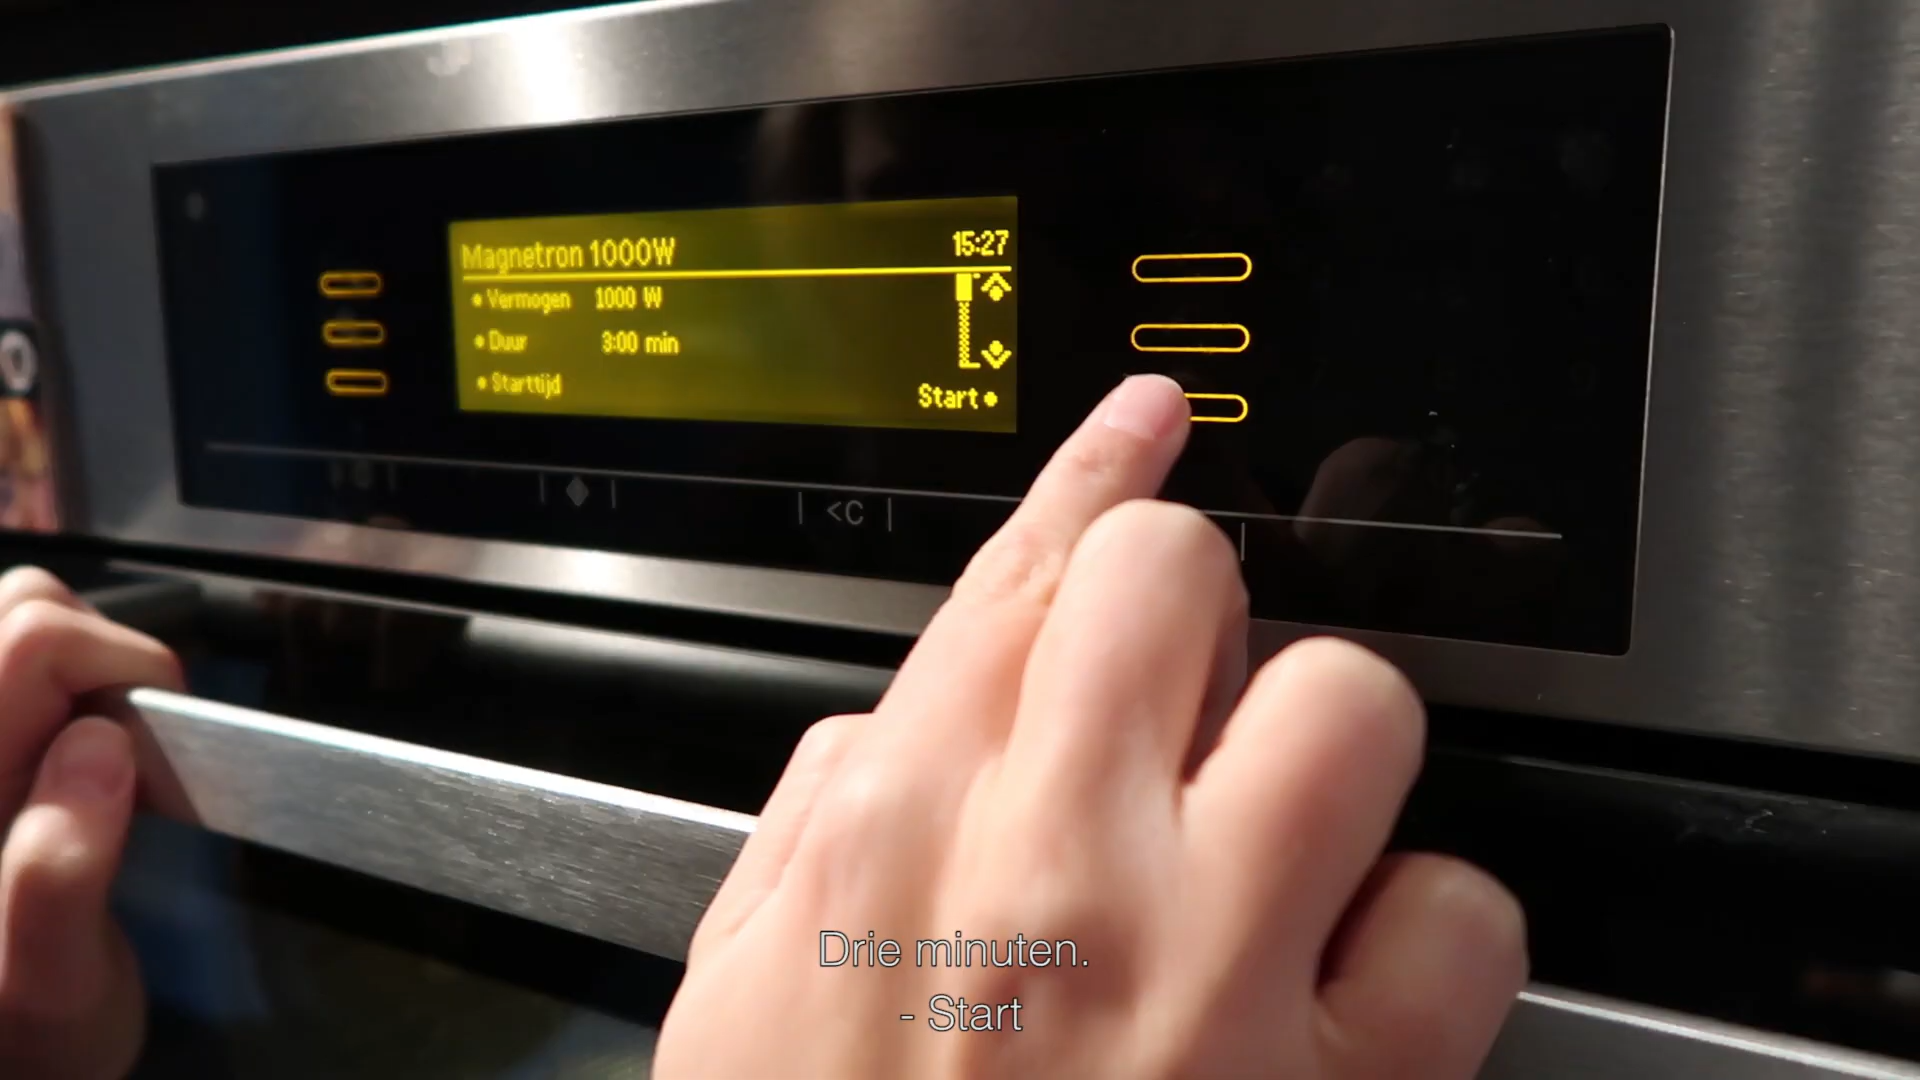 Magnetron 1000W 15:27
• Vermogen 1000 W
• Duur 3:00 min
• Starttijd
Start •
<C
Drie minuten.
- Start